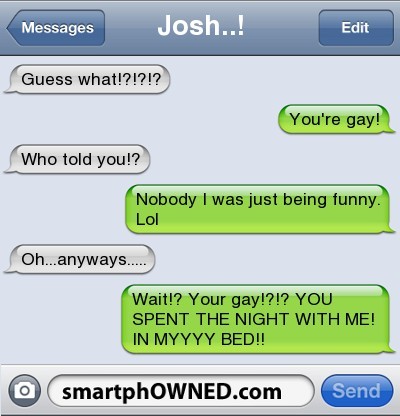 Messages
Josh..!
Edit
Guess what!?!?!?
You're gay!
Who told you!?
Nobody I was just being funny.
Lol
Oh...anyways.....
Wait!? Your gay!?!? YOU
SPENT THE NIGHT WITH ME!
IN MYYYY BED!!
smartphOWNED.com
Send